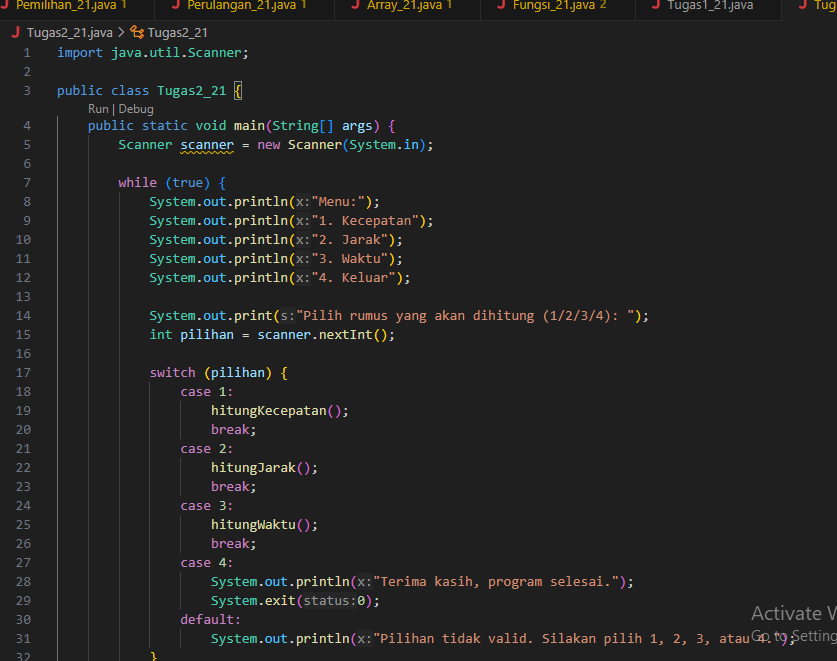 Pemilihan_21.java 1 Perulangan_21.java 1 Array_21.java 1 Fungsi_21.java 2 Tugas1_21.java Tug
Tugas2_21.java > Tugas2_21
1 import java.util.Scanner;
2
3 public class Tugas2_21 {
Run | Debug
4 public static void main(String[] args) {
5 Scanner scanner = new Scanner(System.in);
6
7 while (true) {
8 System.out.println(x:"Menu:");
9 System.out.println(x:"1. Kecepatan");
10 System.out.println(x:"2. Jarak");
11 System.out.println(x:"3. Waktu");
12 System.out.println(x:"4. Keluar");
13
14 System.out.print(s:"Pilih rumus yang akan dihitung (1/2/3/4): ");
15 int pilihan = scanner.nextInt();
16
17 switch (pilihan) {
18 case 1:
19 hitungKecepatan();
20 break;
21 case 2:
22 hitungJarak();
23 break;
24 case 3:
25 hitungWaktu();
26 break;
27 case 4:
28 System.out.println(x:"Terima kasih, program selesai.");
29 System.exit(status:0);
30 default:
31 System.out.println(x:"Pilihan tidak valid. Silakan pilih 1, 2, 3, atau 4.");
32 }
Activate W
Go to Setting